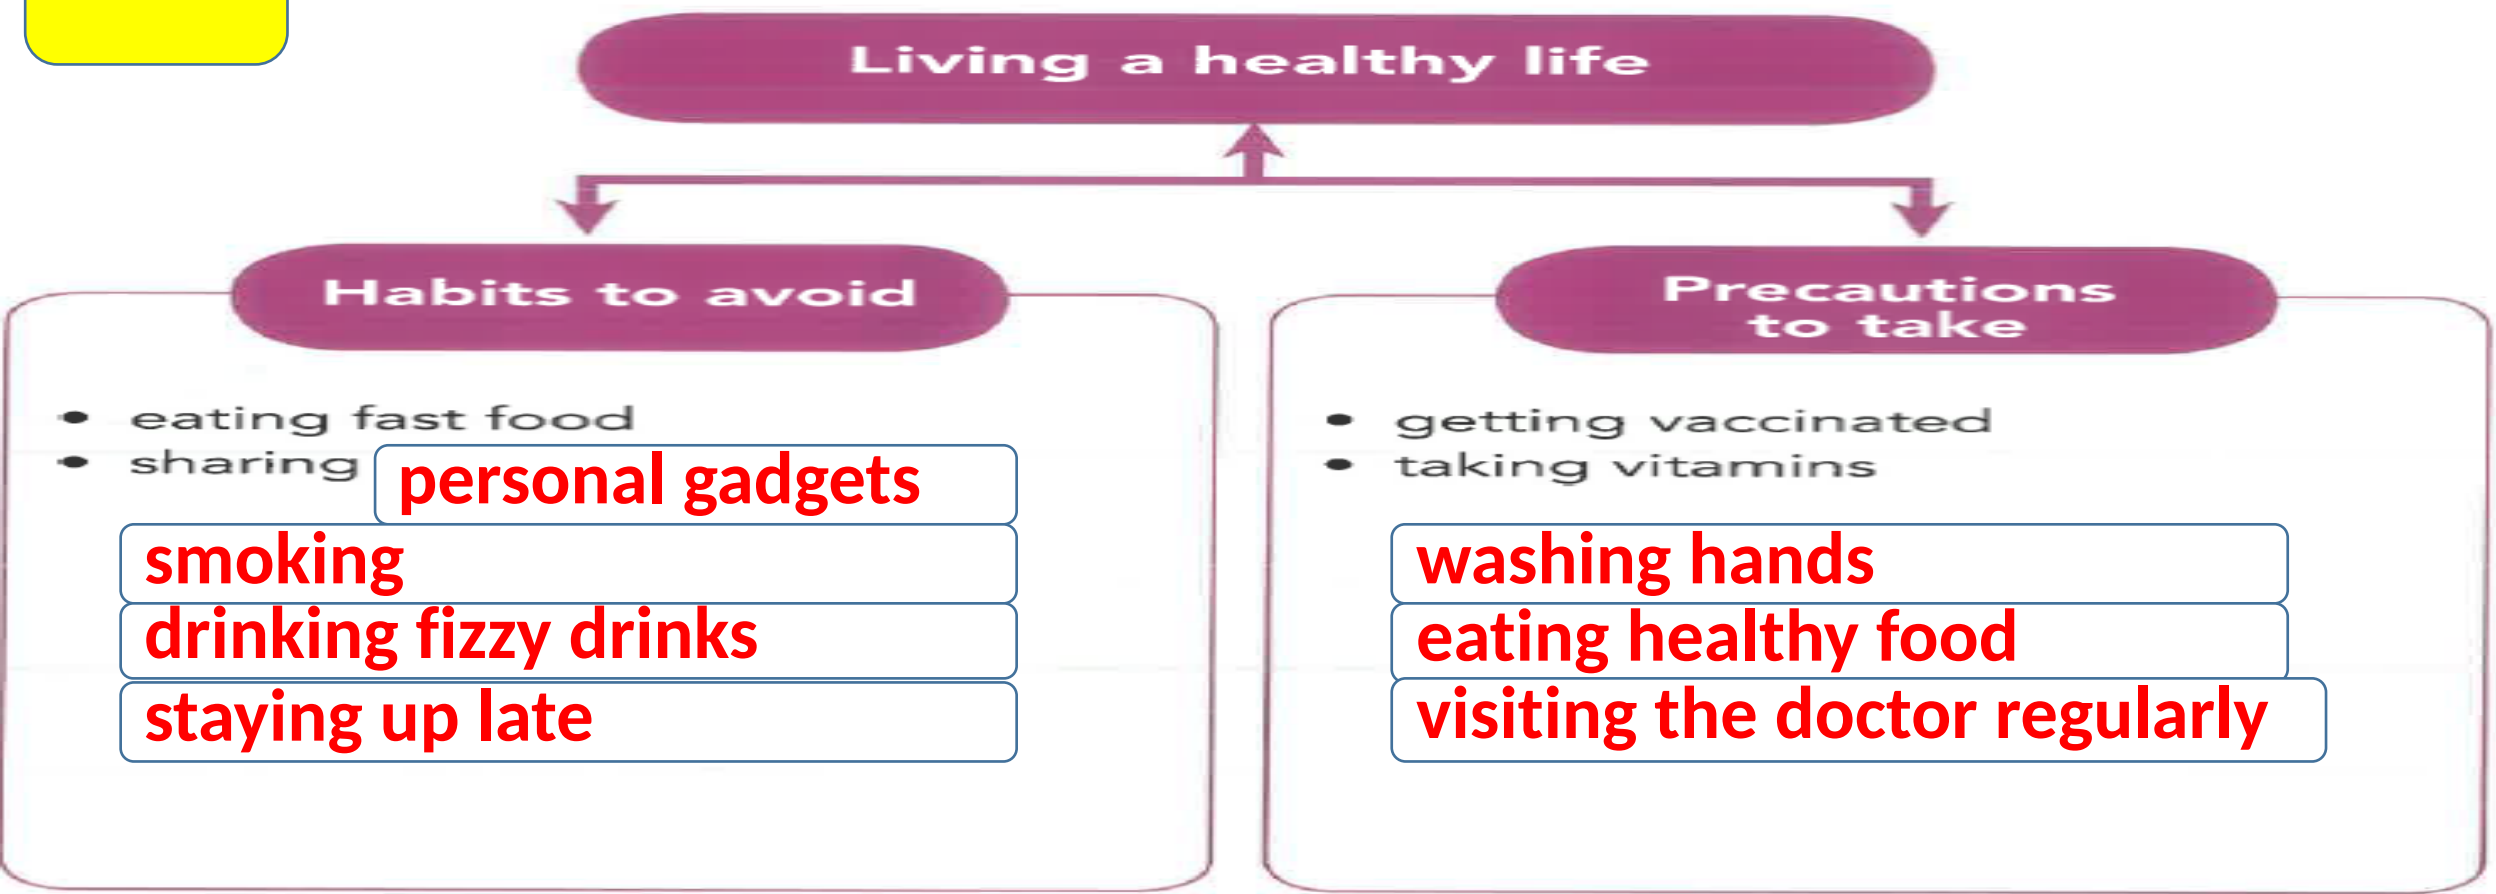 Living a healthy life
Habits to avoid
• eating fast food
• sharing personal gadgets
smoking
drinking fizzy drinks
staying up late
Precautions
to take
• getting vaccinated
• taking vitamins
washing hands
eating healthy food
visiting the doctor regularly